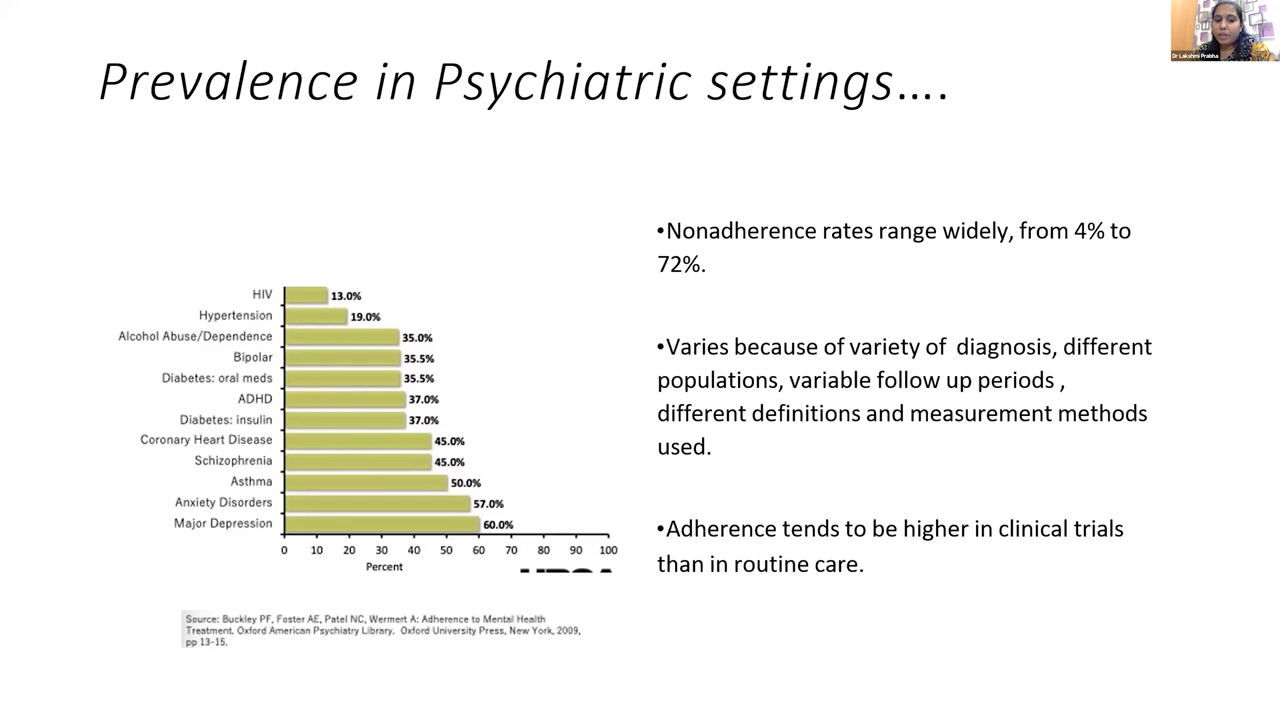 Dr Lakshmi Prabha
Prevalence in Psychiatric settings....
•Nonadherence rates range widely, from 4% to
72%.
•Varies because of variety of diagnosis, different
populations, variable follow up periods ,
different definitions and measurement methods
used.
•Adherence tends to be higher in clinical trials
than in routine care.
HIV 13.0%
Hypertension 19.0%
Alcohol Abuse/Dependence 35.0%
Bipolar 35.5%
Diabetes: oral meds 35.5%
ADHD 37.0%
Diabetes: insulin 37.0%
Coronary Heart Disease 45.0%
Schizophrenia 45.0%
Asthma 50.0%
Anxiety Disorders 57.0%
Major Depression 60.0%
0 10 20 30 40 50 60 70 80 90 100
Percent
Source: Buckley PF, Foster AE, Patel NC, Wermert A: Adherence to Mental Health
Treatment. Oxford American Psychiatry Library. Oxford University Press, New York, 2009,
pp 13-15.